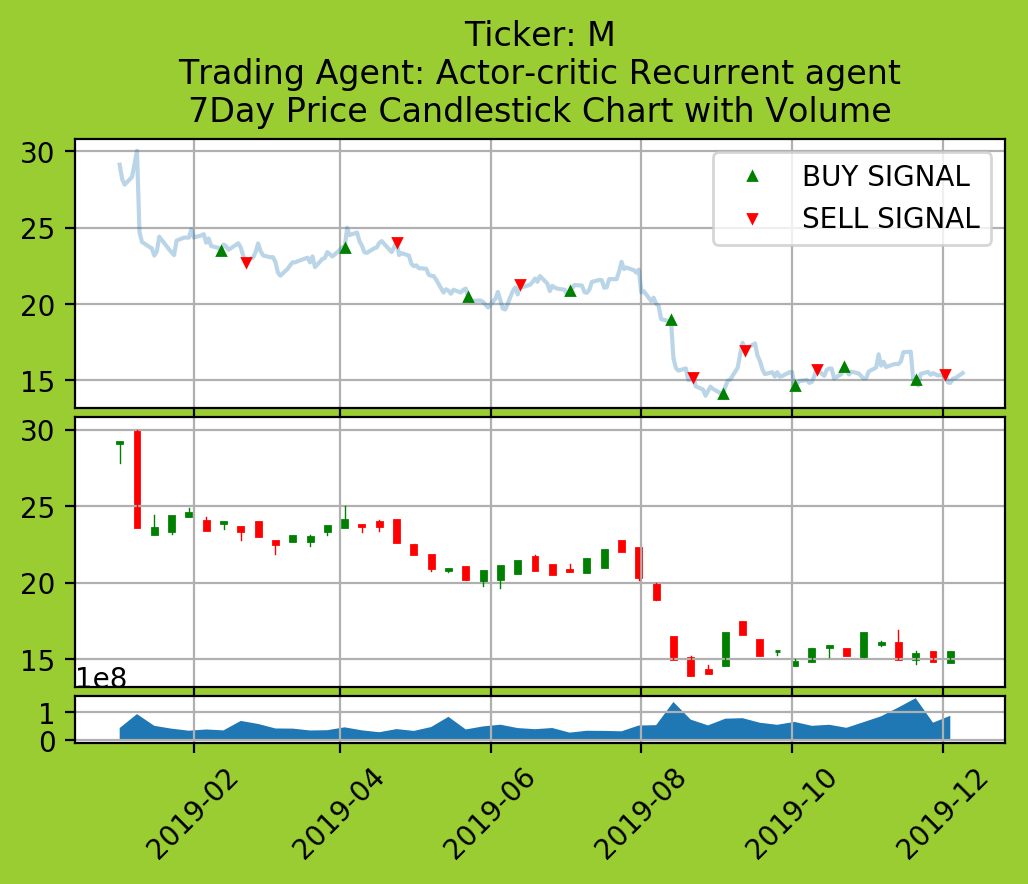 Ticker: M
Trading Agent: Actor-critic Recurrent agent
7Day Price Candlestick Chart with Volume
30
25
20
15
BUY SIGNAL
SELL SIGNAL
30
25
20
15
1e8
1
0
2019-02
2019-04
2019-06
2019-08
2019-10
2019-12